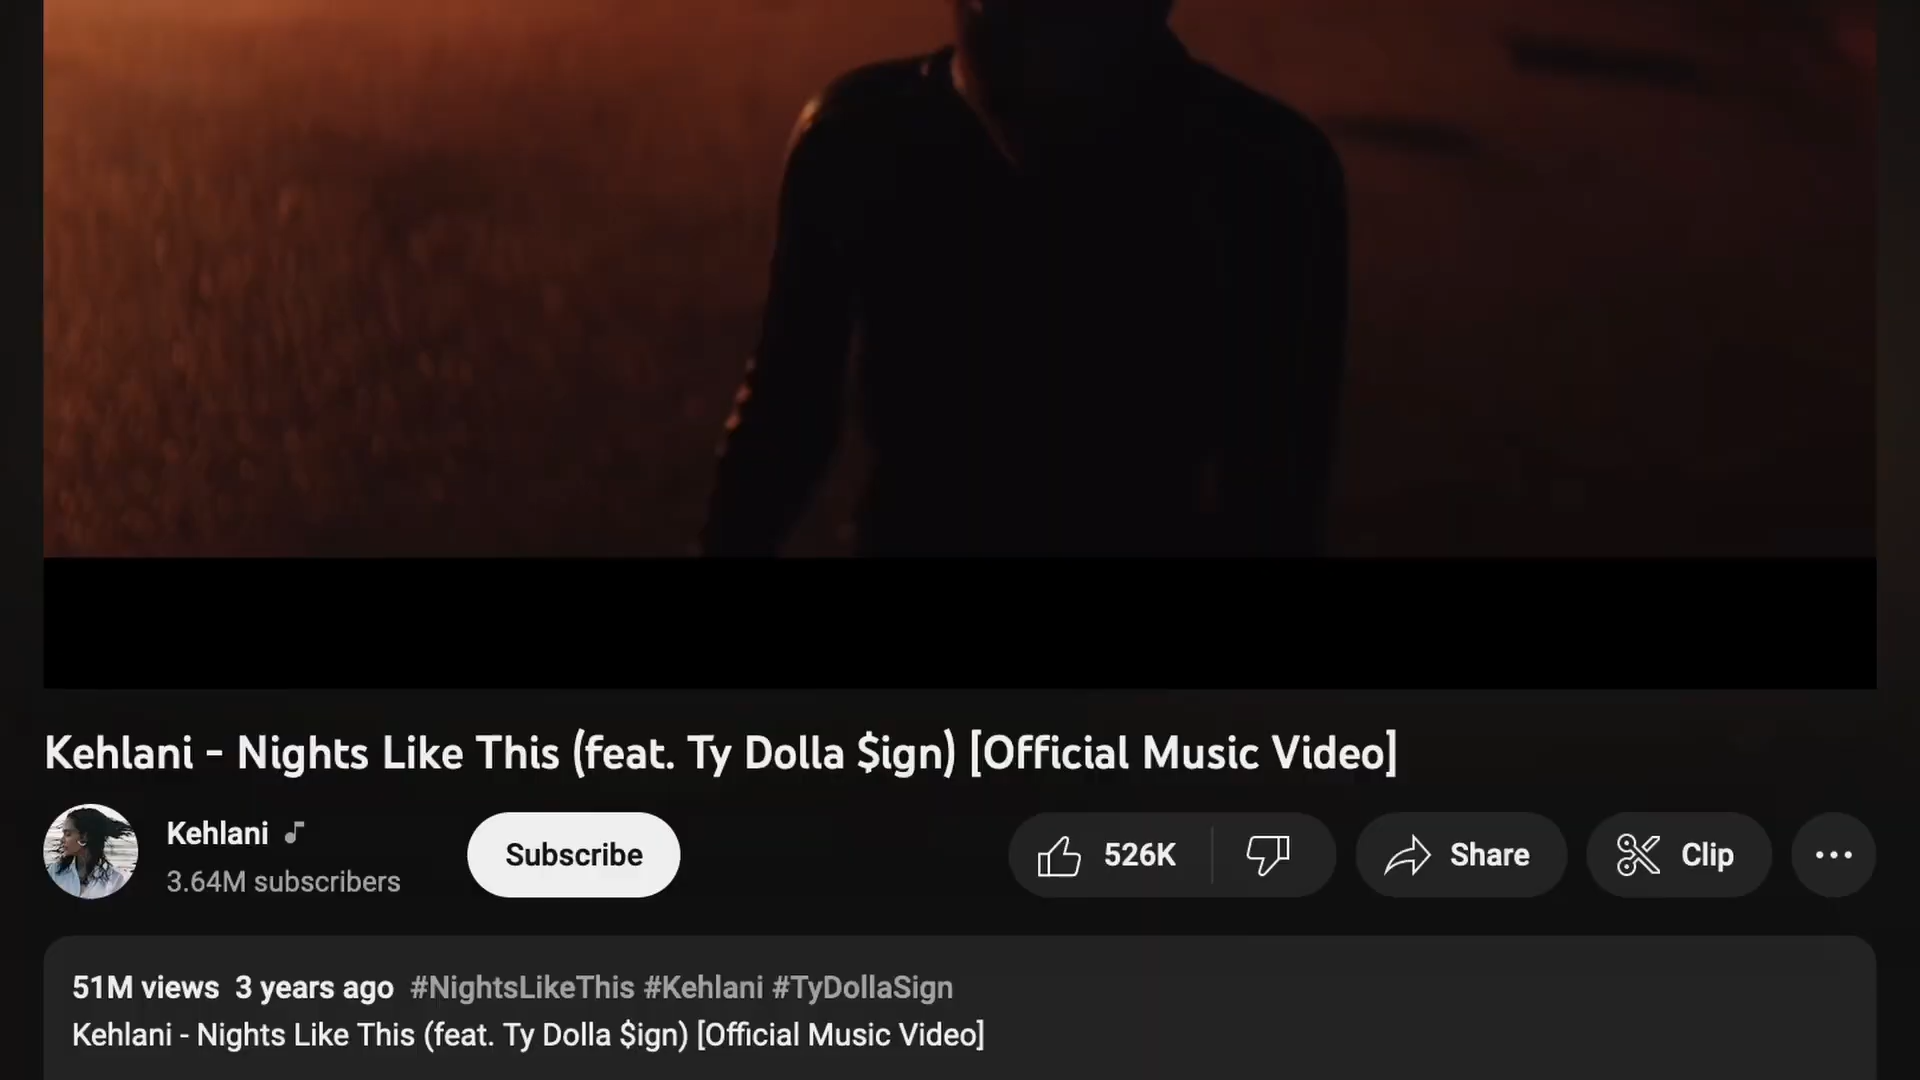 Kehlani - Nights Like This (feat. Ty Dolla $ign) [Official Music Video]
Kehlani
3.64M subscribers
Subscribe
526K
Share
Clip
51M views 3 years ago #NightsLikeThis #Kehlani #TyDollaSign
Kehlani - Nights Like This (feat. Ty Dolla $ign) [Official Music Video]